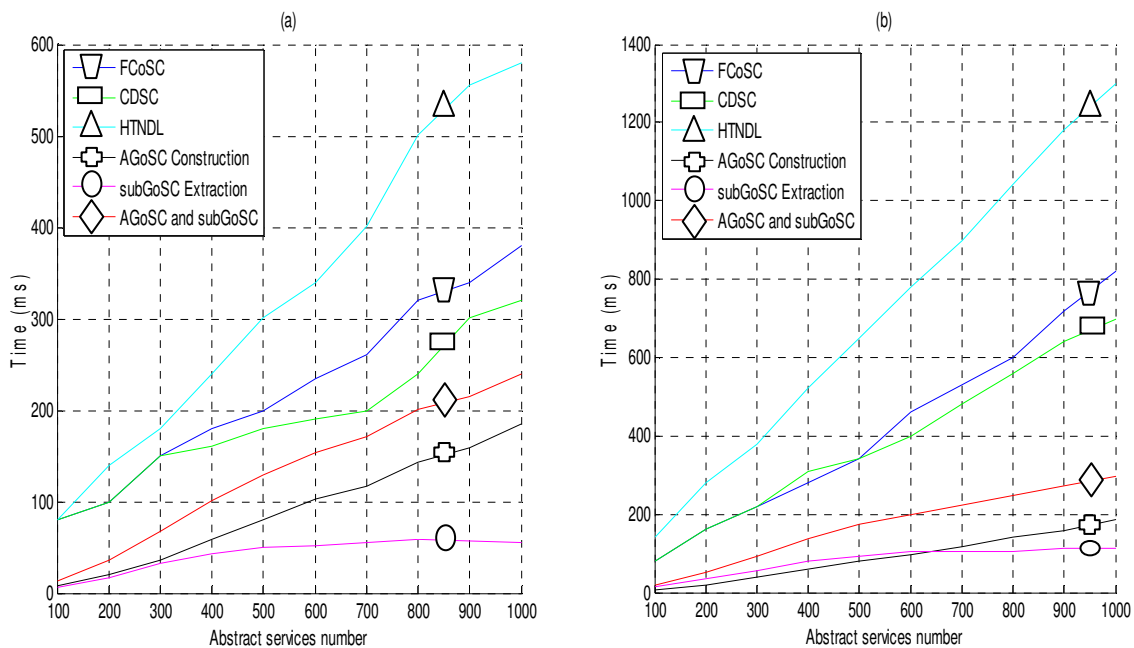 (a)
600
500
400
300
200
100
0
Time (ms)
FCoSC
CDSC
HTNDL
AGoSC Construction
subGoSC Extraction
AGoSC and subGoSC
100 200 300 400 500 600 700 800 900 1000
Abstract services number
(b)
1400
1200
1000
800
600
400
200
0
Time (ms)
FCoSC
CDSC
HTNDL
AGoSC Construction
subGoSC Extraction
AGoSC and subGoSC
100 200 300 400 500 600 700 800 900 1000
Abstract services number